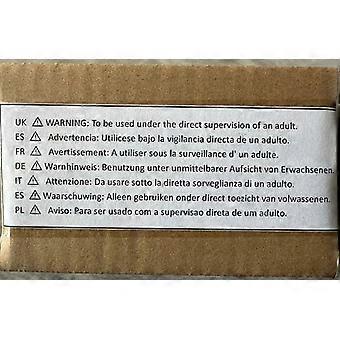 UK ⚠ WARNING: To be used under the direct supervision of an adult.
ES ⚠ Advertencia: Utilicese bajo la vigilancia directa de un adulto.
FR ⚠ Avertissement: A utiliser sous la surveillance d' un adulte.
DE ⚠ Warnhinweis: Benutzung unter unmittelbarer Aufsicht von Erwachsenen.
IT ⚠ Attenzione: Da usare sotto la diretta sorveglianza di un adulto.
ES ⚠ Waarschuwing: Alleen gebruiken onder direct toezicht van volwassenen.
PL ⚠ Aviso: Para ser usado com a supervisao direta de um adulto.